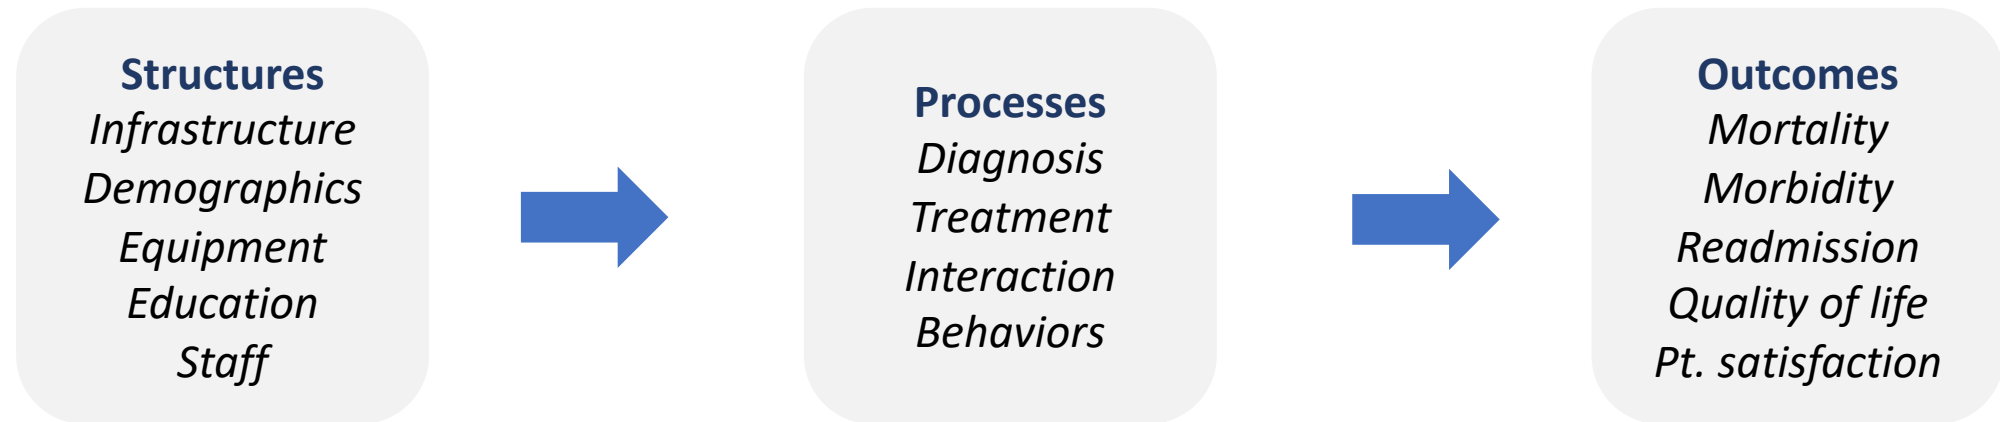 Structures
Infrastructure
Demographics
Equipment
Education
Staff
Processes
Diagnosis
Treatment
Interaction
Behaviors
Outcomes
Mortality
Morbidity
Readmission
Quality of life
Pt. satisfaction